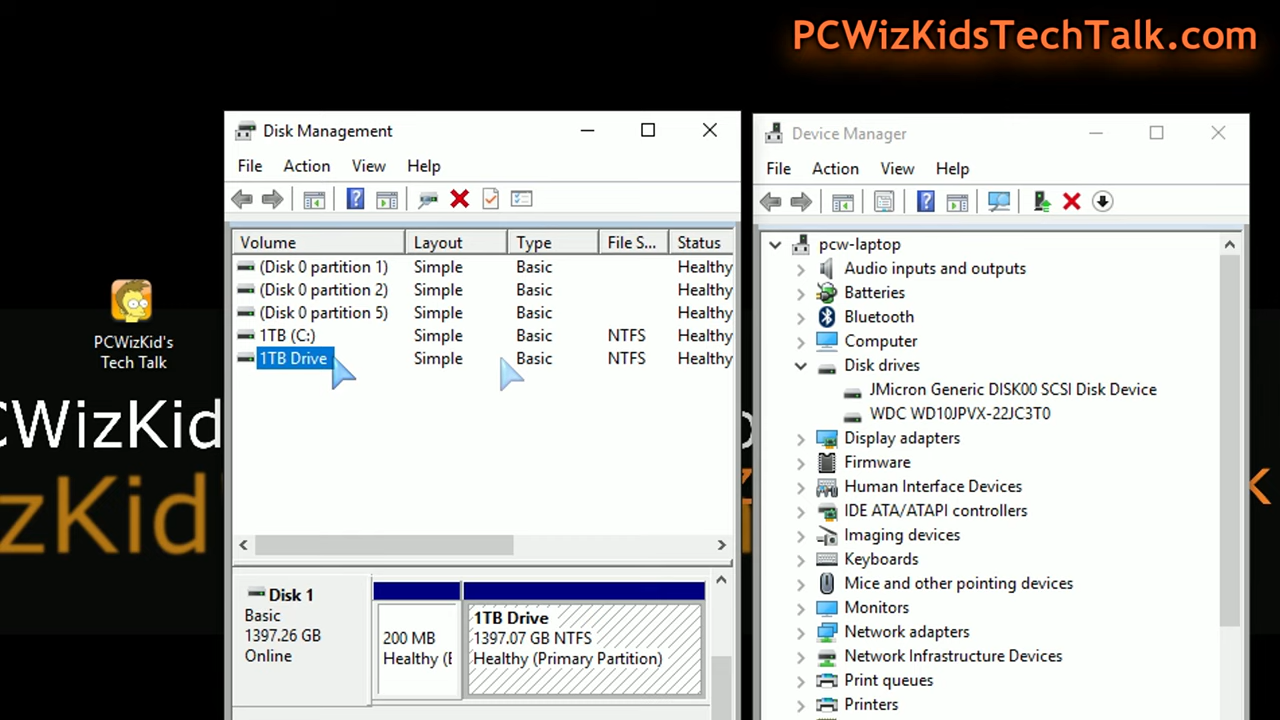 PCWizKidsTechTalk.com
Disk Management
File Action View Help
Volume Layout Type File S... Status
(Disk 0 partition 1) Simple Basic Healthy
(Disk 0 partition 2) Simple Basic Healthy
(Disk 0 partition 5) Simple Basic Healthy
1TB (C:) Simple Basic NTFS Healthy
1TB Drive Simple Basic NTFS Healthy
Disk 1
Basic
1397.26 GB
Online
200 MB
Healthy (E
1TB Drive
1397.07 GB NTFS
Healthy (Primary Partition)
Device Manager
File Action View Help
pcw-laptop
Audio inputs and outputs
Batteries
Bluetooth
Computer
Disk drives
JMicron Generic DISK00 SCSI Disk Device
WDC WD10JPVX-22JC3T0
Display adapters
Firmware
Human Interface Devices
IDE ATA/ATAPI controllers
Imaging devices
Keyboards
Mice and other pointing devices
Monitors
Network adapters
Network Infrastructure Devices
Print queues
Printers
PCWizKid's
Tech Talk
CWizKid
zKid